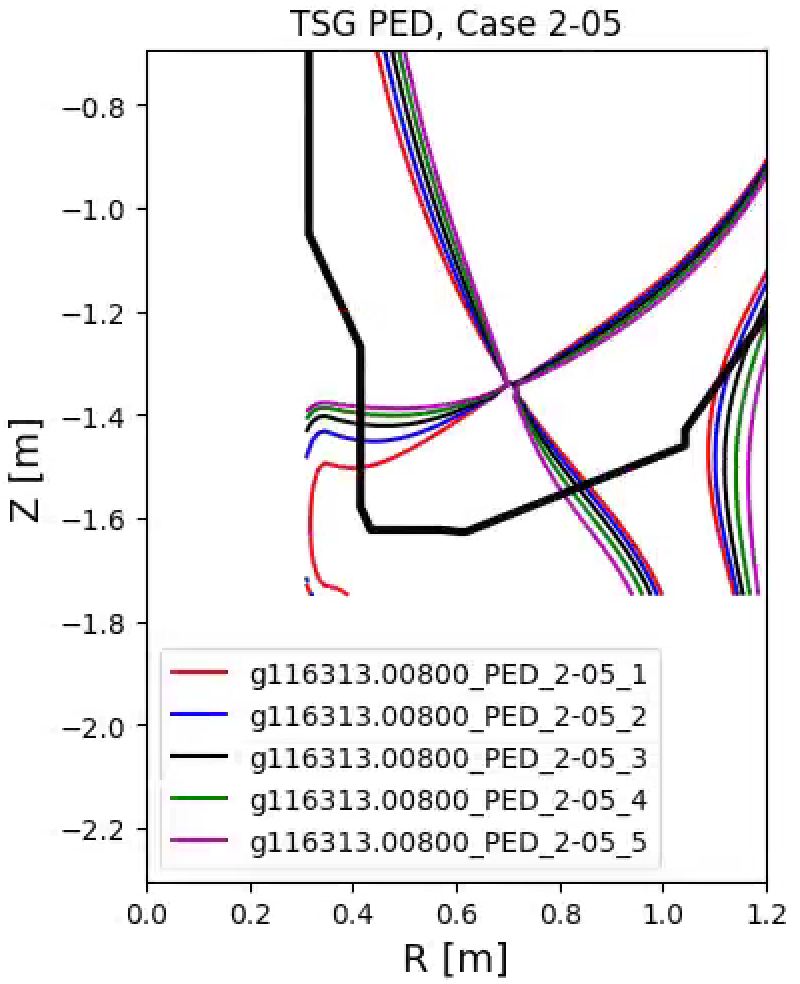 TSG PED, Case 2-05
−0.8
−1.0
−1.2
−1.4
−1.6
−1.8
−2.0
−2.2
Z [m]
g116313.00800_PED_2-05_1
g116313.00800_PED_2-05_2
g116313.00800_PED_2-05_3
g116313.00800_PED_2-05_4
g116313.00800_PED_2-05_5
0.0 0.2 0.4 0.6 0.8 1.0 1.2
R [m]